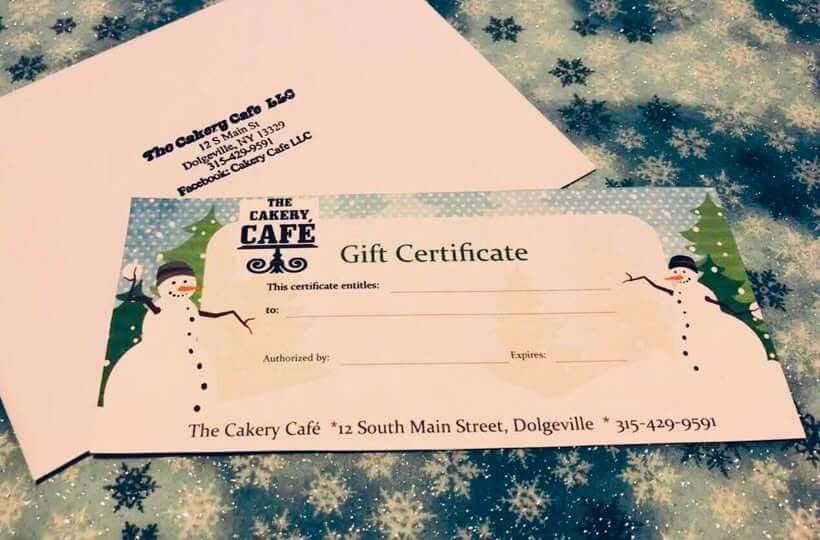 The Cakery Cafe LLC
12 S Main St
Dolgeville, NY 13329
315-429-9591
Facebook: Cakery Cafe LLC
THE
CAKERY
CAFÉ
Gift Certificate
This certificate entitles:
to:
Authorized by:
Expires:
The Cakery Café *12 South Main Street, Dolgeville * 315-429-9591